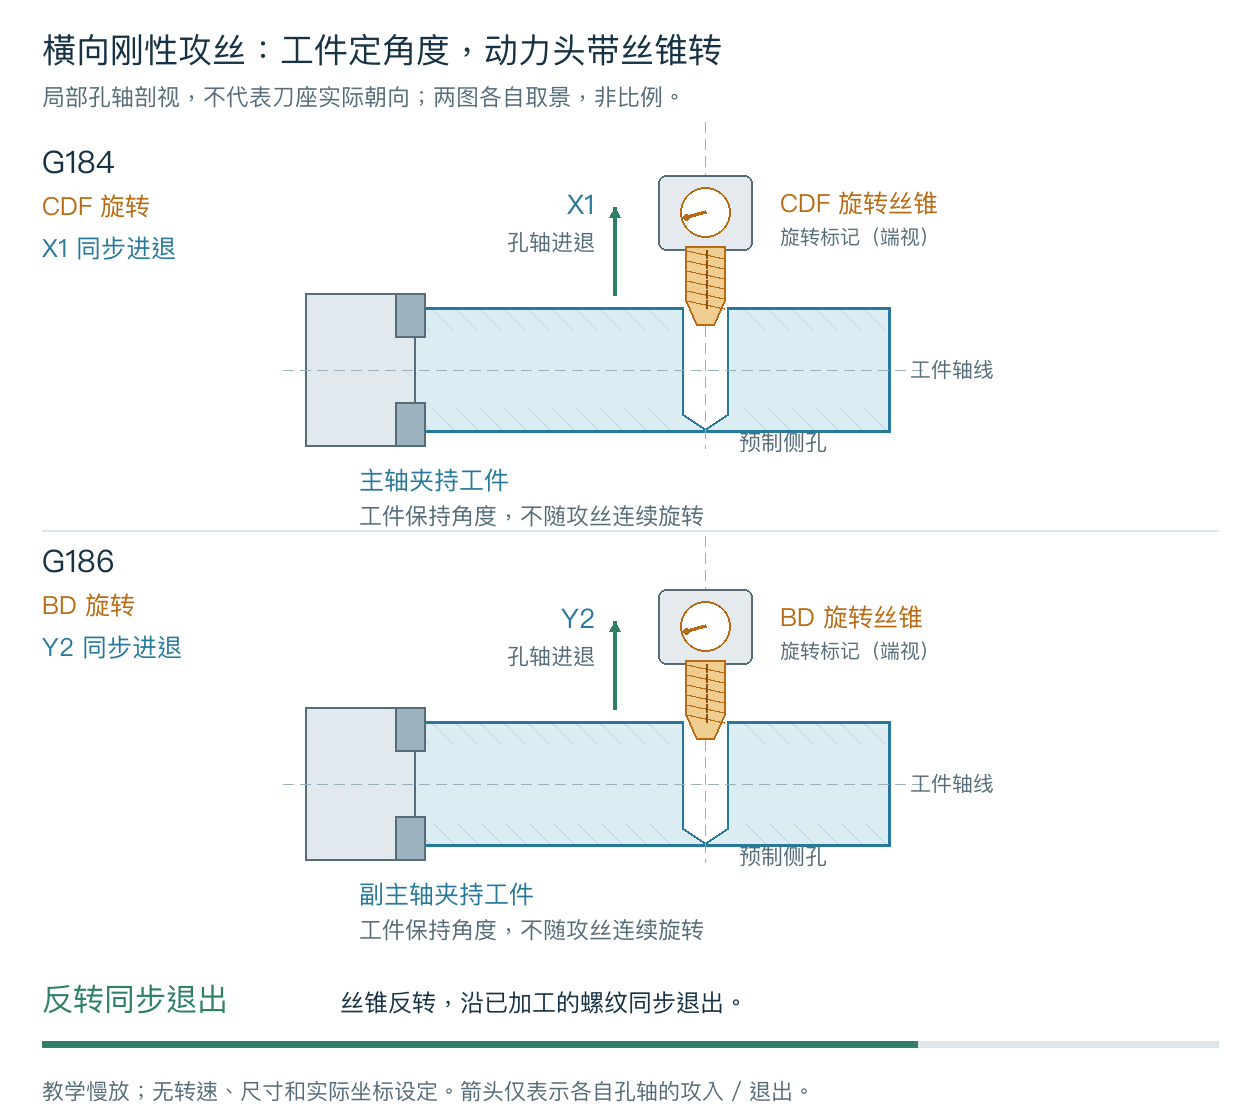 橫向刚性攻丝：工件定角度，动力头带丝锥转
局部孔轴剖视，不代表刀座实际朝向；两图各自取景，非比例。
G184
CDF 旋转
X1 同步进退
X1
孔轴进退
CDF 旋转丝锥
旋转标记（端视）
工件轴线
预制侧孔
主轴夹持工件
工件保持角度，不随攻丝连续旋转
G186
BD 旋转
Y2 同步进退
Y2
孔轴进退
BD 旋转丝锥
旋转标记（端视）
工件轴线
预制侧孔
副主轴夹持工件
工件保持角度，不随攻丝连续旋转
反转同步退出
丝锥反转，沿已加工的螺纹同步退出。
教学慢放；无转速、尺寸和实际坐标设定。箭头仅表示各自孔轴的攻入 / 退出。